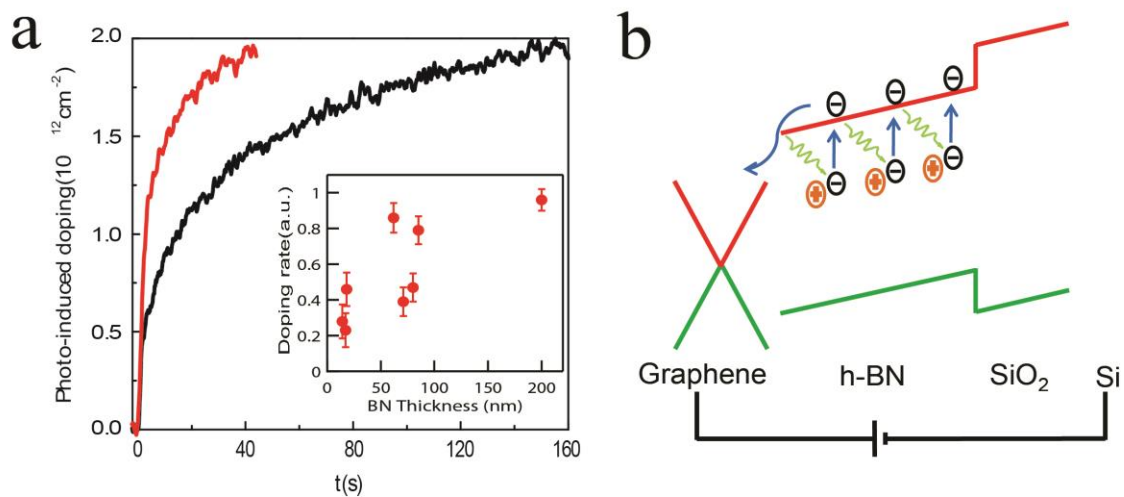 a
Photo-induced doping(10 12cm-2)
2.0
1.5
1.0
0.5
0.0
0
40
80
120
160
t(s)
Doping rate(a.u.)
1
0.8
0.6
0.4
0.2
0
50
100
150
200
BN Thickness (nm)
b
Graphene
h-BN
SiO2
Si